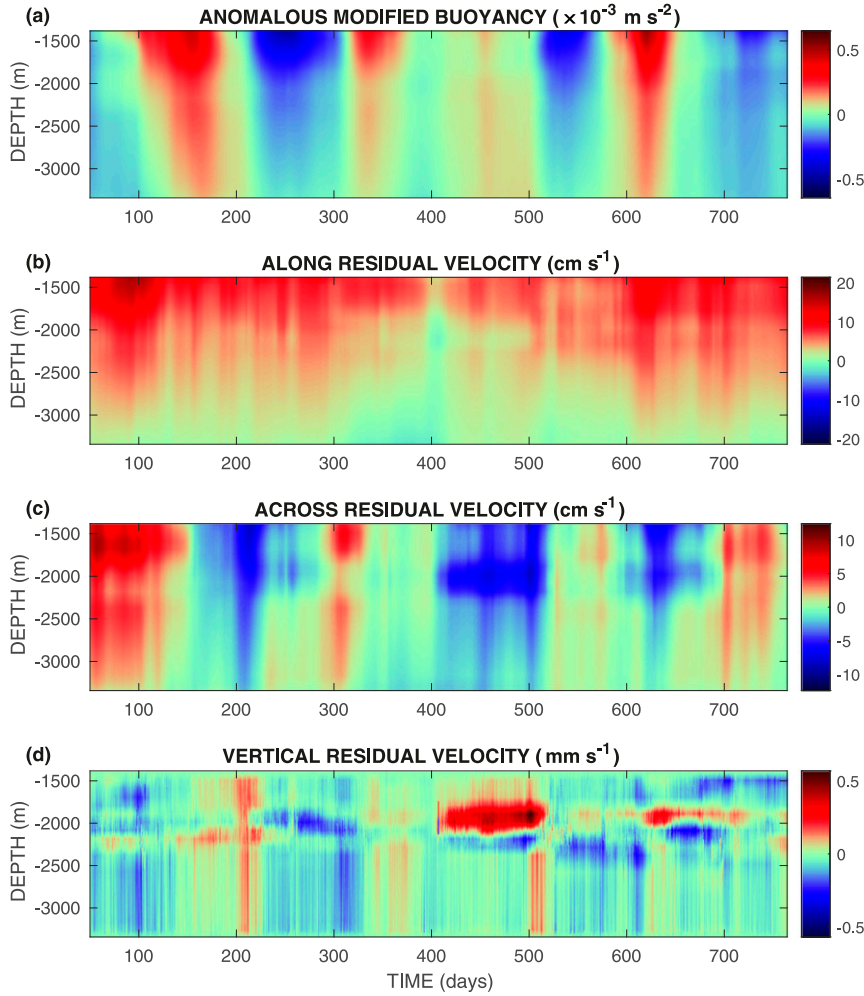 (a) ANOMALOUS MODIFIED BUOYANCY (×10⁻³ m s⁻²)
-1500
-2000
-2500
-3000
DEPTH (m)
0.5
0
-0.5
100 200 300 400 500 600 700
(b) ALONG RESIDUAL VELOCITY (cm s⁻¹)
-1500
-2000
-2500
-3000
DEPTH (m)
20
10
0
-10
-20
100 200 300 400 500 600 700
(c) ACROSS RESIDUAL VELOCITY (cm s⁻¹)
-1500
-2000
-2500
-3000
DEPTH (m)
10
5
0
-5
-10
100 200 300 400 500 600 700
(d) VERTICAL RESIDUAL VELOCITY (mm s⁻¹)
-1500
-2000
-2500
-3000
DEPTH (m)
0.5
0
-0.5
100 200 300 400 500 600 700
TIME (days)